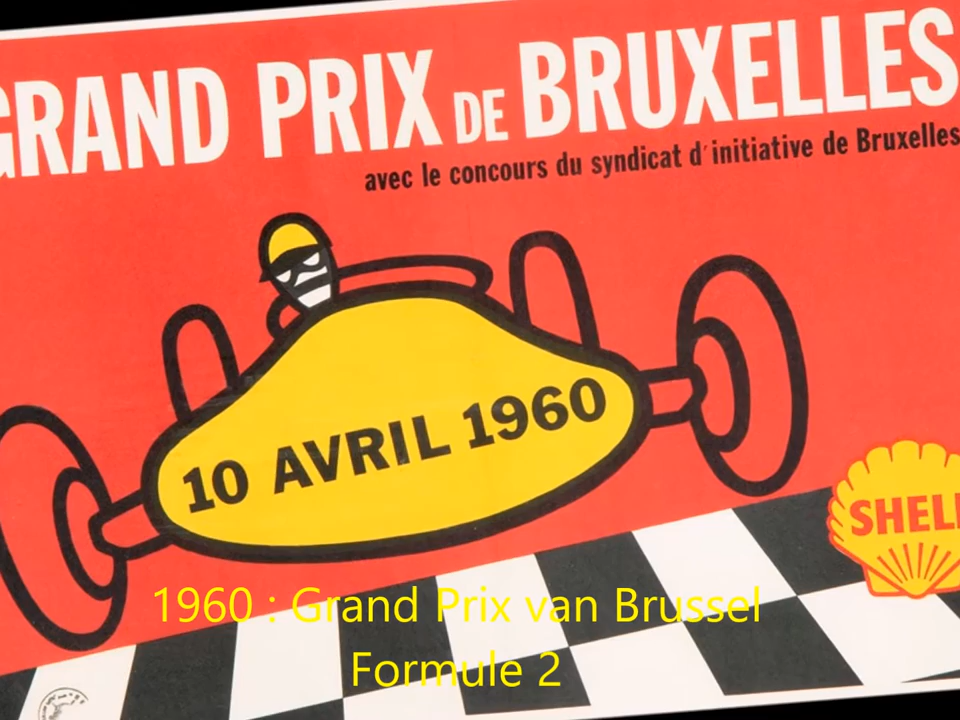 GRAND PRIX DE BRUXELLES
avec le concours du syndicat d'initiative de Bruxelles
10 AVRIL 1960
SHELL
1960 : Grand Prix van Brussel
Formule 2